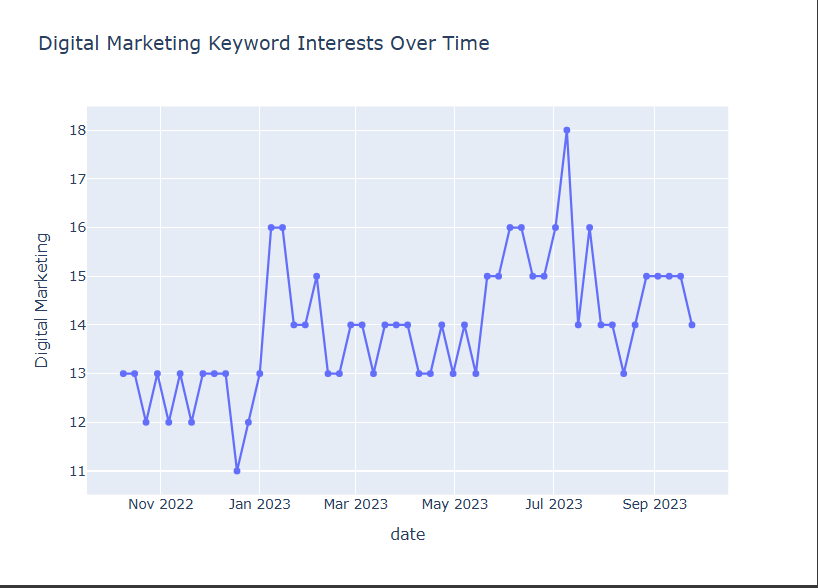 Digital Marketing Keyword Interests Over Time
Digital Marketing
18
17
16
15
14
13
12
11
Nov 2022 Jan 2023 Mar 2023 May 2023 Jul 2023 Sep 2023
date